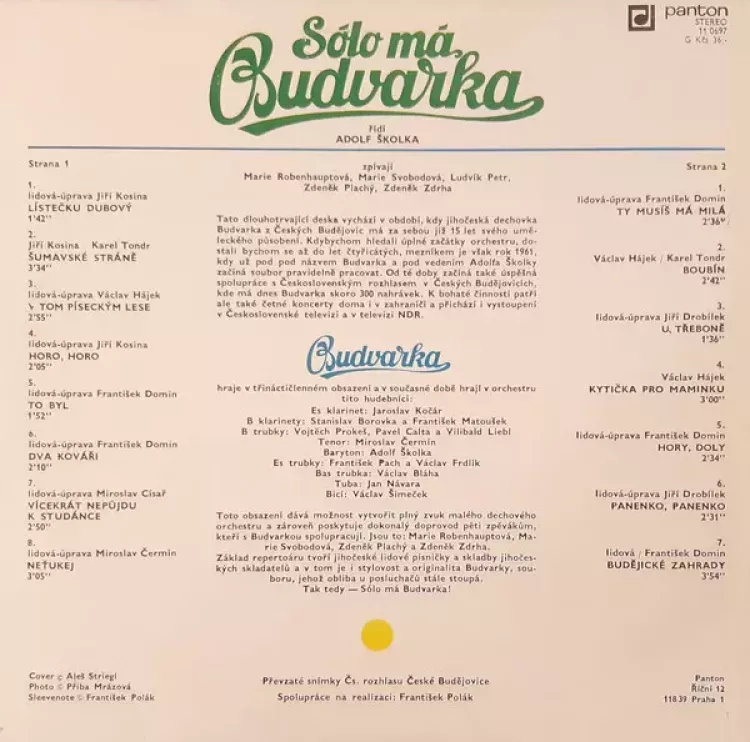 Sólo má
Budvarka
řídí
ADOLF ŠKOLKA
panton
STEREO
11 0697
G Kčs 36,-
Strana 1
1.
lidová-úprava Jiří Kosina
LÍSTEČKU DUBOVÝ
1'42"
2.
Jiří Kosina Karel Tondr
ŠUMAVSKÉ STRÁNĚ
3'34"
3.
lidová-úprava Václav Hájek
V TOM PÍSECKÝM LESE
2'55"
4.
lidová-úprava Jiří Kosina
HORO, HORO
2'05"
5.
lidová-úprava František Domin
TO BYL
1'52"
6.
lidová-úprava František Domin
DVA KOVÁŘI
2'10"
7.
lidová-úprava Miroslav Císař
VÍCEKRÁT NEPŮJDU
K STUDÁNCE
2'50"
8.
lidová-úprava Miroslav Čermín
NEŤUKEJ
3'05"
zpívají
Marie Robenhauptová, Marie Svobodová, Ludvík Petr,
Zdeněk Plachý, Zdeněk Zdrha
Tato dlouhotrvající deska vychází v období, kdy jihočeská dechovka
Budvarka z Českých Budějovic má za sebou již 15 let svého umě-
leckého působení. Kdybychom hledali úplné začátky orchestru, do-
stali bychom se až do let čtyřicátých, mezníkem je však rok 1961,
kdy už pod pod názvem Budvarka a pod vedením Adolfa Školky
začíná soubor pravidelně pracovat. Od té doby začíná také úspěšná
spolupráce s Československým rozhlasem v Českých Budějovicích,
kde má dnes Budvarka skoro 300 nahrávek. K bohaté činnosti patří
ale také četné koncerty doma i v zahraničí a přichází i vystoupení
v Československé televizi a v televizi NDR.
Budvarka
hraje v třináctičlenném obsazení a v současné době hrají v orchestru
tito hudebníci:
Es klarinet: Jaroslav Kočár
B klarinety: Stanislav Borovka a František Matoušek
B trubky: Vojtěch Prokeš, Pavel Calta a Vilibald Liebl
Tenor: Miroslav Čermín
Baryton: Adolf Školka
Es trubky: František Pach a Václav Frdlík
Bas trubka: Václav Bláha
Tuba: Jan Návara
Bicí: Václav Šimeček
Toto obsazení dává možnost vytvořit plný zvuk malého dechového
orchestru a zároveň poskytuje dokonalý doprovod pěti zpěvákům,
kteří s Budvarkou spolupracují. Jsou to: Marie Robenhauptová, Ma-
rie Svobodová, Zdeněk Plachý a Zdeněk Zdrha.
Základ repertoáru tvoří jihočeské lidové písničky a skladby jihočes-
kých skladatelů a v tom je i stylovost a originalita Budvarky, sou-
boru, jehož obliba u posluchačů stále stoupá.
Tak tedy — Sólo má Budvarka!
Strana 2
1.
lidová-úprava František Domin
TY MUSÍŠ MÁ MILÁ
2'36"
2.
Václav Hájek / Karel Tondr
BOUBÍN
2'42"
3.
lidová-úprava Jiří Drobílek
U TŘEBONĚ
1'36"
4.
Václav Hájek
KYTIČKA PRO MAMINKU
3'00"
5.
lidová-úprava František Domin
HORY, DOLY
2'34"
6.
lidová-úprava Jiří Drobílek
PANENKO, PANENKO
2'31"
7.
lidová / František Domin
BUDĚJICKÉ ZAHRADY
3'54"
Cover © Aleš Striegl
Photo © Přiba Mrázová
Sleevenote © František Polák
Převzaté snímky Čs. rozhlasu České Budějovice
Spolupráce na realizaci: František Polák
Panton
Říční 12
118 39 Praha 1